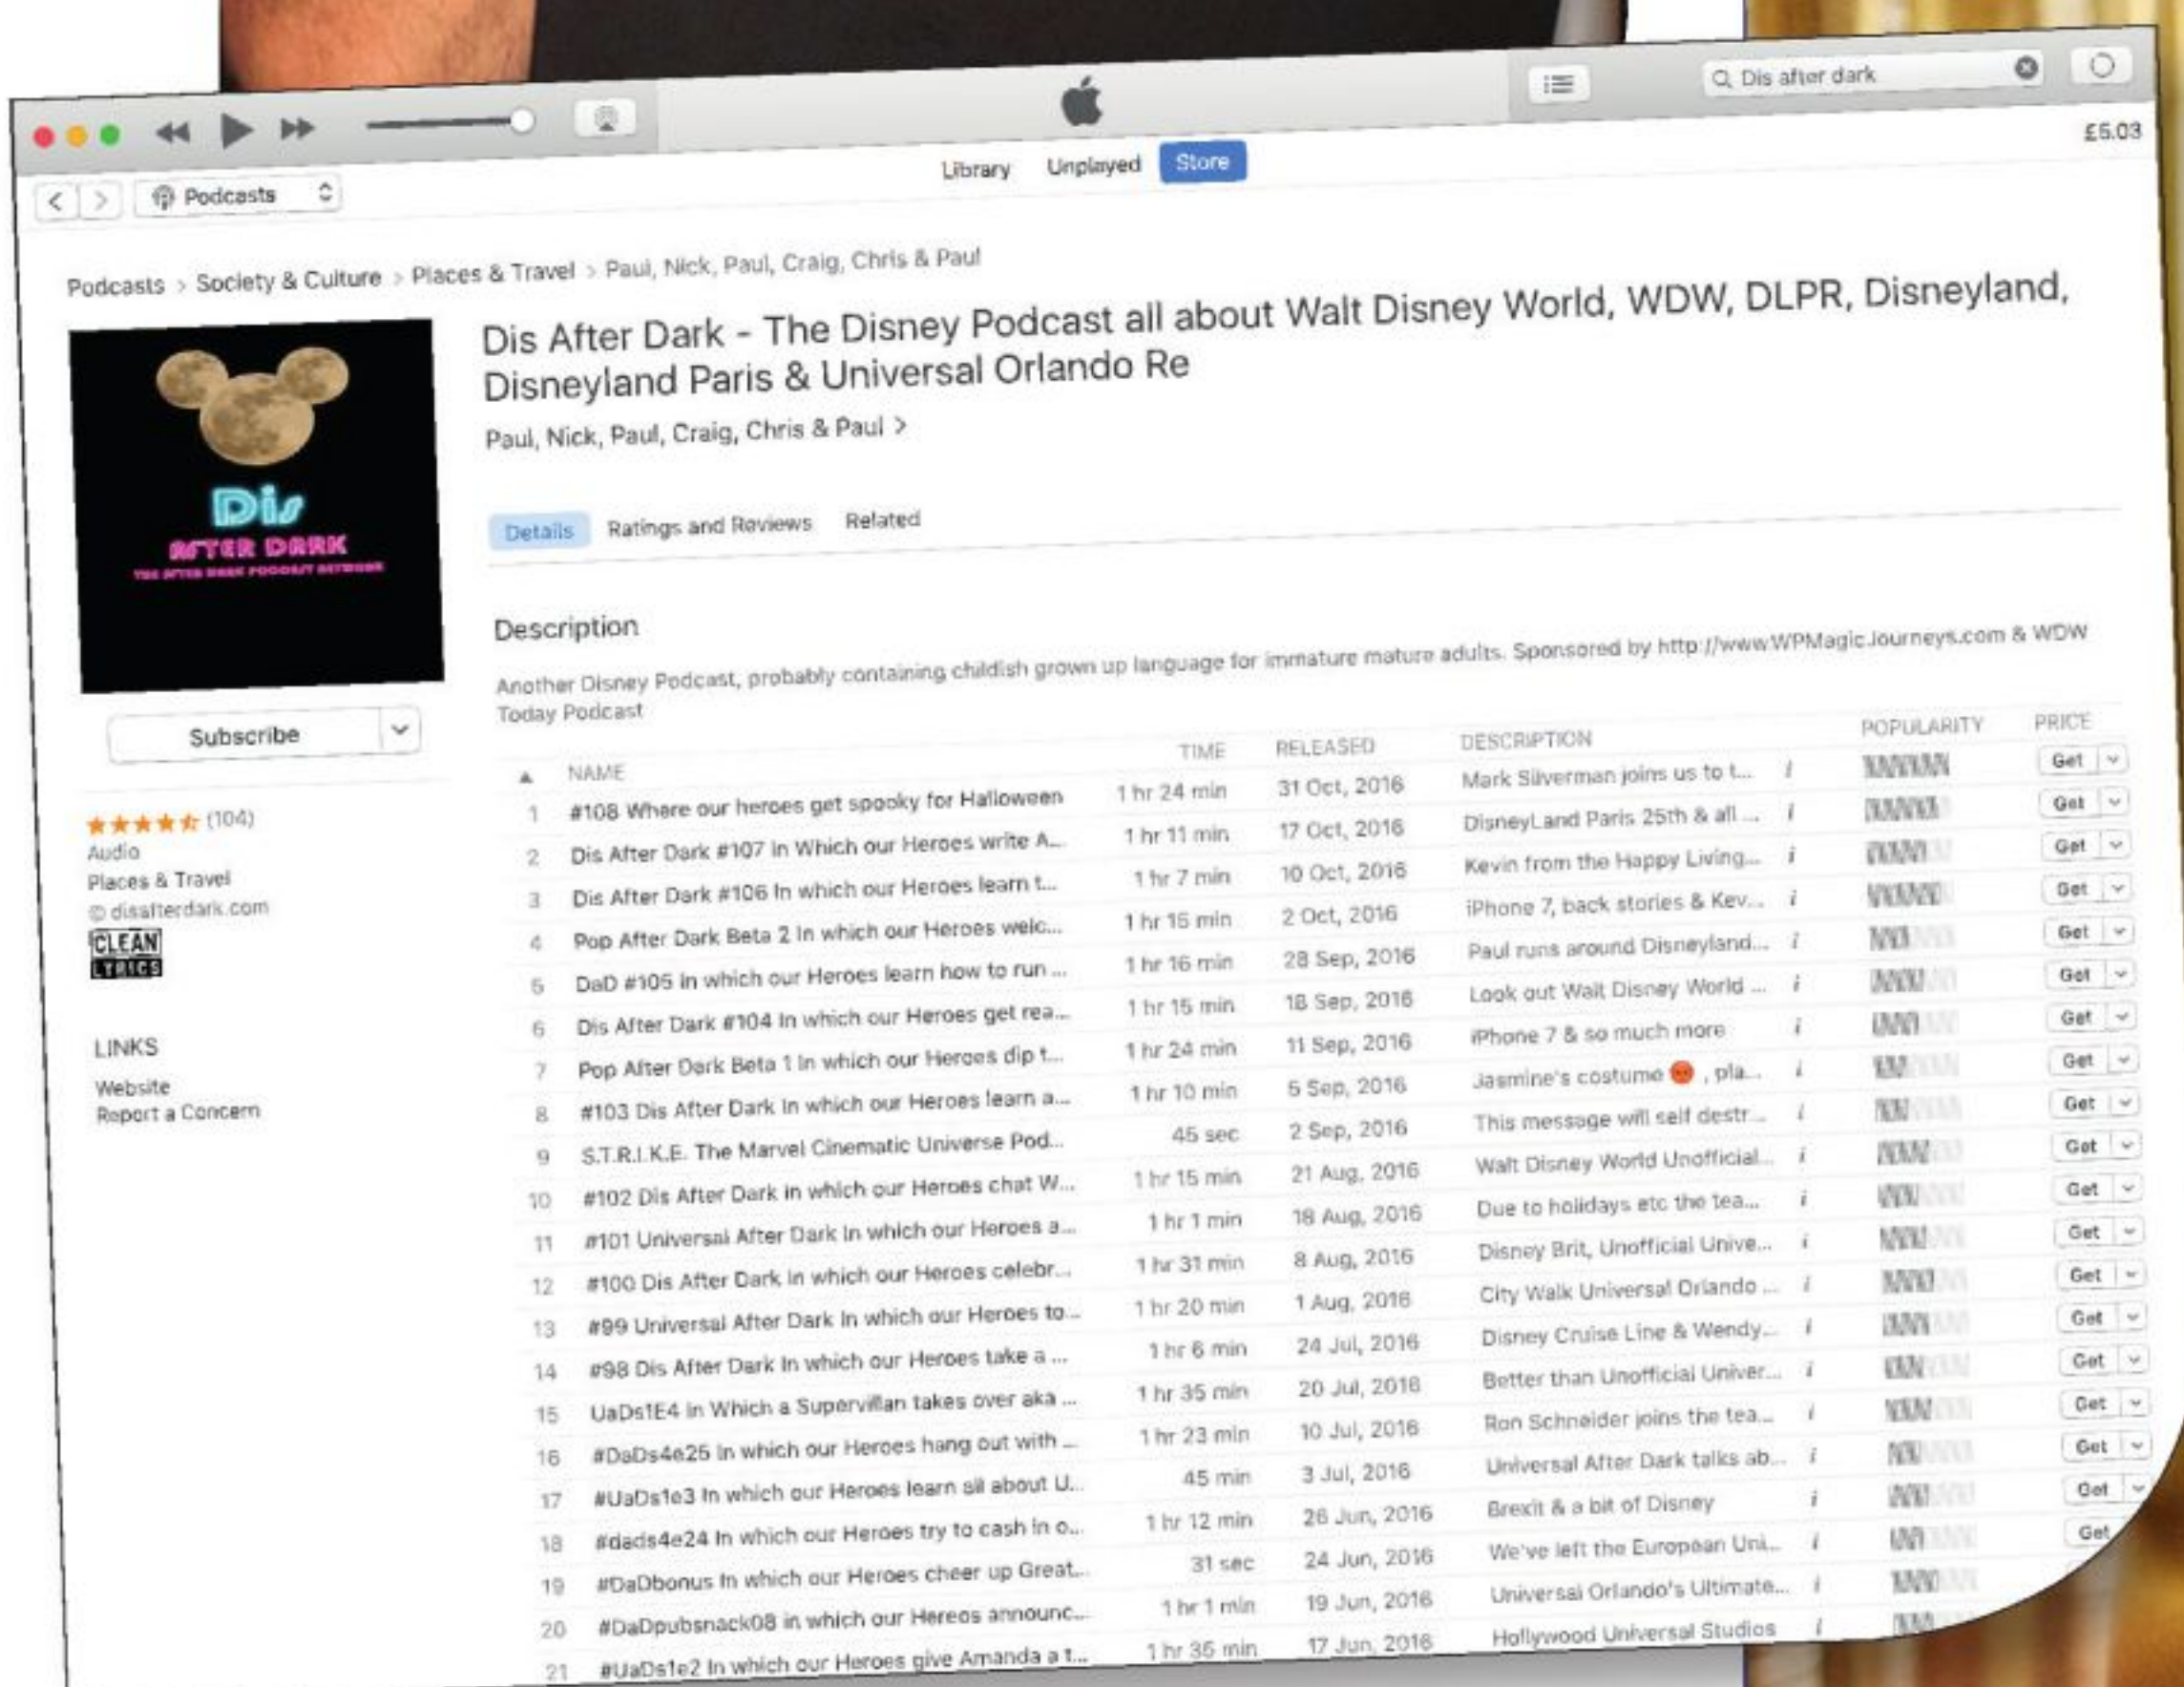 Dis after dark
£5.03
Library Unplayed Store
Podcasts
Podcasts > Society & Culture > Places & Travel > Paul, Nick, Paul, Craig, Chris & Paul
Dis After Dark - The Disney Podcast all about Walt Disney World, WDW, DLPR, Disneyland,
Disneyland Paris & Universal Orlando Re
Paul, Nick, Paul, Craig, Chris & Paul >
Dis
AFTER DARK
THE AFTER DARK PODCAST NETWORK
Details Ratings and Reviews Related
Description
Another Disney Podcast, probably containing childish grown up language for immature mature adults. Sponsored by http://www.WPMagicJourneys.com & WDW
Today Podcast
Subscribe
(104)
Audio
Places & Travel
© disafterdark.com
CLEAN
LYRICS
LINKS
Website
Report a Concern
NAME TIME RELEASED DESCRIPTION POPULARITY PRICE
1 #108 Where our heroes get spooky for Halloween 1 hr 24 min 31 Oct, 2016 Mark Silverman joins us to t... i Get
2 Dis After Dark #107 In Which our Heroes write A... 1 hr 11 min 17 Oct, 2016 DisneyLand Paris 25th & all ... i Get
3 Dis After Dark #106 In which our Heroes learn t... 1 hr 7 min 10 Oct, 2016 Kevin from the Happy Living... i Get
4 Pop After Dark Beta 2 In which our Heroes welc... 1 hr 15 min 2 Oct, 2016 iPhone 7, back stories & Kev... i Get
5 DaD #105 In which our Heroes learn how to run ... 1 hr 16 min 28 Sep, 2016 Paul runs around Disneyland... i Get
6 Dis After Dark #104 In which our Heroes get rea... 1 hr 15 min 18 Sep, 2016 Look out Walt Disney World ... i Get
7 Pop After Dark Beta 1 In which our Heroes dip t... 1 hr 24 min 11 Sep, 2016 iPhone 7 & so much more i Get
8 #103 Dis After Dark In which our Heroes learn a... 1 hr 10 min 5 Sep, 2016 Jasmine's costume 😡 , pla... i Get
9 S.T.R.I.K.E. The Marvel Cinematic Universe Pod... 45 sec 2 Sep, 2016 This message will self destr... i Get
10 #102 Dis After Dark in which our Heroes chat W... 1 hr 15 min 21 Aug, 2016 Walt Disney World Unofficial... i Get
11 #101 Universal After Dark In which our Heroes a... 1 hr 1 min 18 Aug, 2016 Due to holidays etc the tea... i Get
12 #100 Dis After Dark in which our Heroes celebr... 1 hr 31 min 8 Aug, 2016 Disney Brit, Unofficial Unive... i Get
13 #99 Universal After Dark In which our Heroes to... 1 hr 20 min 1 Aug, 2016 City Walk Universal Orlando ... i Get
14 #98 Dis After Dark In which our Heroes take a ... 1 hr 6 min 24 Jul, 2016 Disney Cruise Line & Wendy... i Get
15 UaDs1E4 In Which a Supervillan takes over aka ... 1 hr 35 min 20 Jul, 2016 Better than Unofficial Univer... i Get
16 #DaDs4e25 In which our Heroes hang out with ... 1 hr 23 min 10 Jul, 2016 Ron Schneider joins the tea... i Get
17 #UaDs1e3 In which our Heroes learn all about U... 45 min 3 Jul, 2016 Universal After Dark talks ab... i Get
18 #dads4e24 In which our Heroes try to cash in o... 1 hr 12 min 26 Jun, 2016 Brexit & a bit of Disney i Get
19 #DaDbonus In which our Heroes cheer up Great... 31 sec 24 Jun, 2016 We've left the European Uni... i Get
20 #DaDpubsnack08 in which our Hereos announc... 1 hr 1 min 19 Jun, 2016 Universal Orlando's Ultimate... i
21 #UaDs1e2 In which our Heroes give Amanda a t... 1 hr 35 min 17 Jun, 2016 Hollywood Universal Studios i